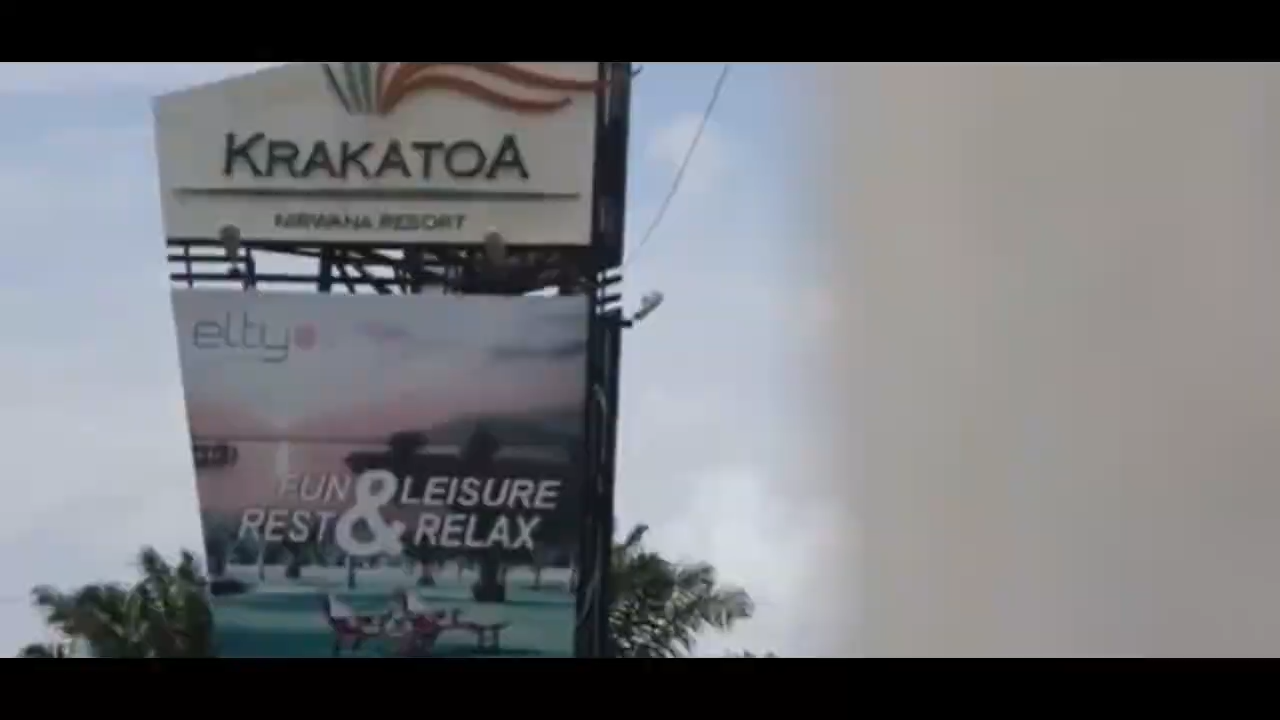 KRAKATOA
NIRWANA RESORT
elty
FUN & LEISURE
REST & RELAX